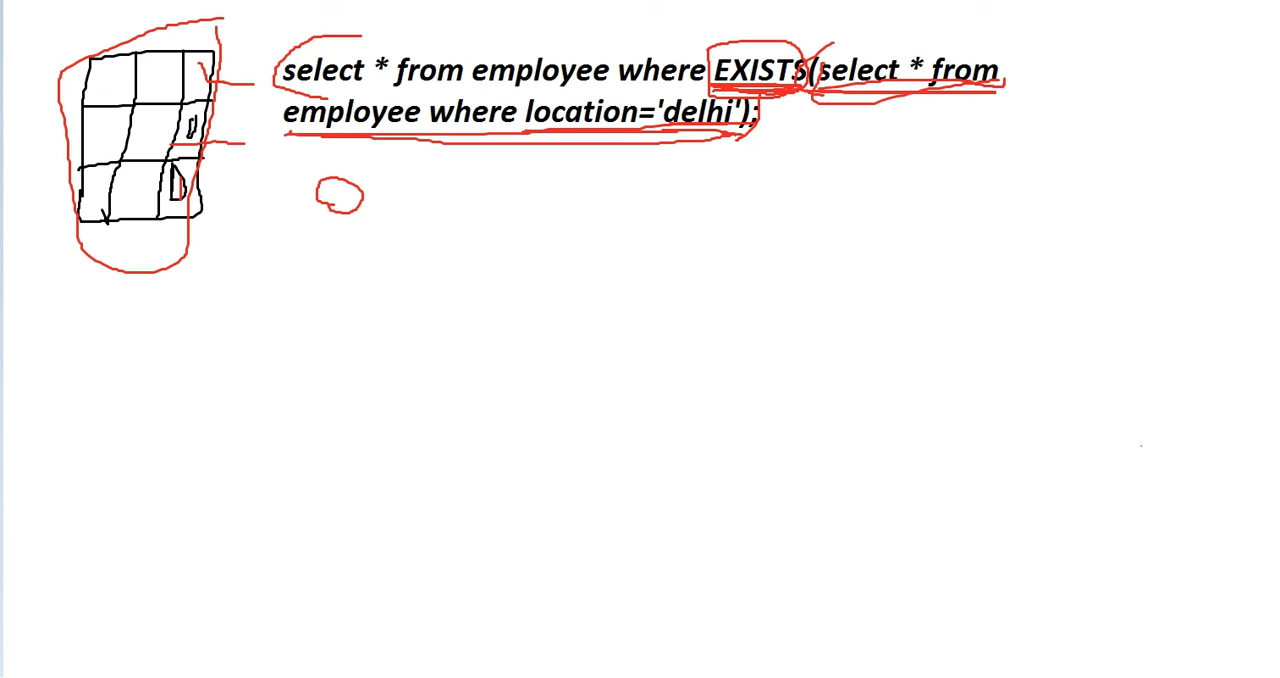 select * from employee where EXISTS(select * from
employee where location='delhi');